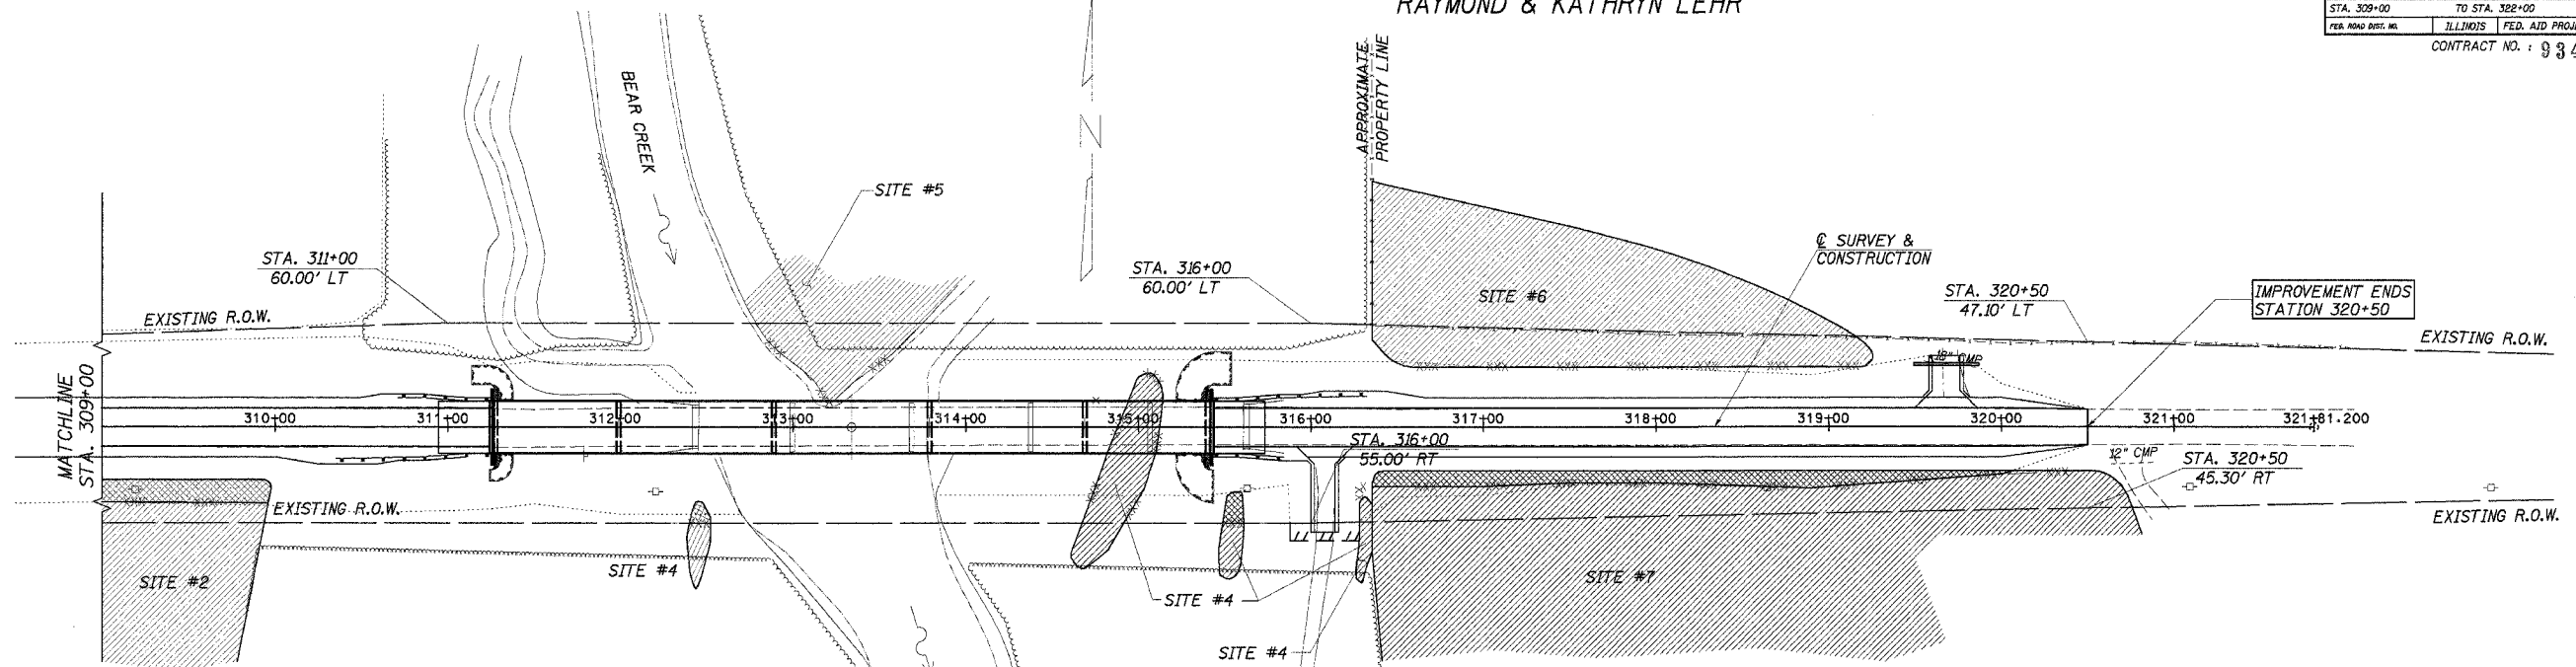 RAYMOND & KATHRYN LEHR
STA. 309+00 TO STA. 322+00
FED. ROAD DIST. NO. ILLINOIS FED. AID PROJ
CONTRACT NO. : 934
BEAR CREEK
N
APPROXIMATE
PROPERTY LINE
SITE #5
STA. 311+00
60.00' LT
STA. 316+00
60.00' LT
℄ SURVEY &
CONSTRUCTION
SITE #6
STA. 320+50
47.10' LT
IMPROVEMENT ENDS
STATION 320+50
EXISTING R.O.W.
EXISTING R.O.W.
18" CMP
MATCHLINE
STA. 309+00
310+00
311+00
312+00
313+00
314+00
315+00
316+00
317+00
318+00
319+00
320+00
321+00
321+81.200
STA. 316+00
55.00' RT
12" CMP
STA. 320+50
45.30' RT
EXISTING R.O.W.
EXISTING R.O.W.
SITE #2
SITE #4
SITE #4
SITE #7
SITE #4